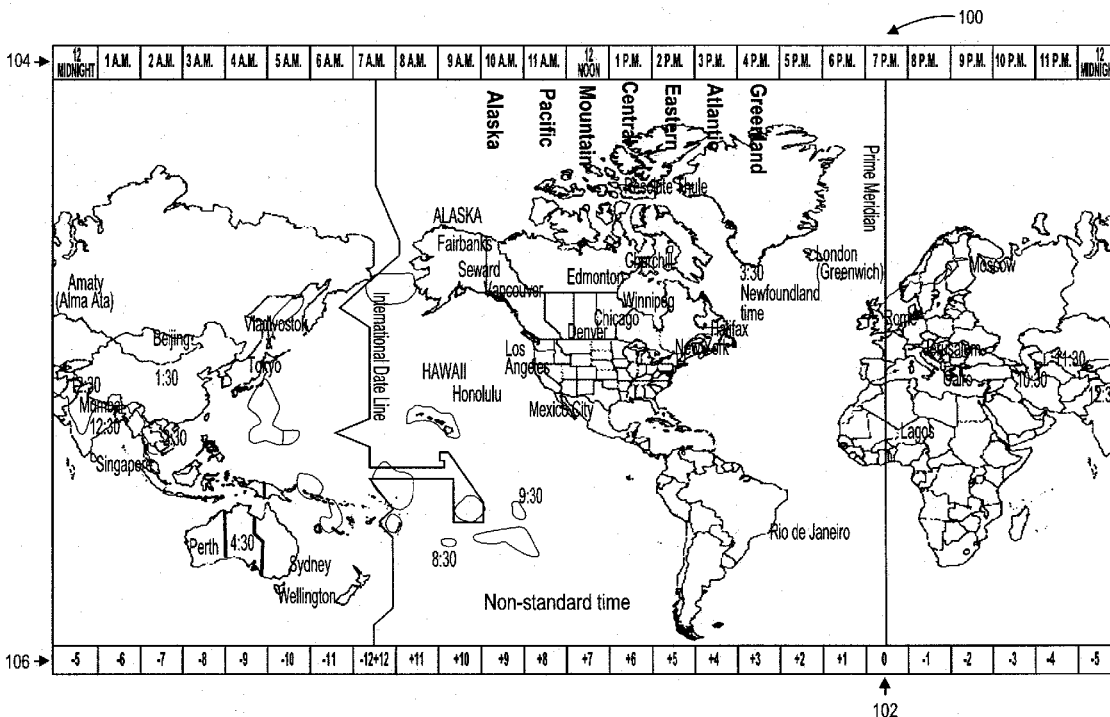 100
104
12 MIDNIGHT 1 A.M. 2 A.M. 3 A.M. 4 A.M. 5 A.M. 6 A.M. 7 A.M. 8 A.M. 9 A.M. 10 A.M. 11 A.M. 12 NOON 1 P.M. 2 P.M. 3 P.M. 4 P.M. 5 P.M. 6 P.M. 7 P.M. 8 P.M. 9 P.M. 10 P.M. 11 P.M. 12 MIDNIGH
Alaska
Pacific
Mountain
Central
Eastern
Atlantic
Greenland
Prime Meridian
Resolute Thule
ALASKA
Fairbanks
Seward
Vancouver
Edmonton
Churchill
London
(Greenwich)
Moscow
3:30
Newfoundland
time
Amaty
(Alma Ata)
Winnipeg
Chicago
Denver
Halifax
New York
Rome
Vladivostok
International Date Line
Beijing
Tokyo
Los
Angeles
Jerusalem
Cairo
11:30
10:30
1:30
HAWAII
Honolulu
Mumbai
12:30
Mexico City
Lagos
Singapore
9:30
Rio de Janeiro
Perth
4:30
8:30
Sydney
Wellington
Non-standard time
106
-5 -6 -7 -8 -9 -10 -11 -12+12 +11 +10 +9 +8 +7 +6 +5 +4 +3 +2 +1 0 -1 -2 -3 -4 -5
102